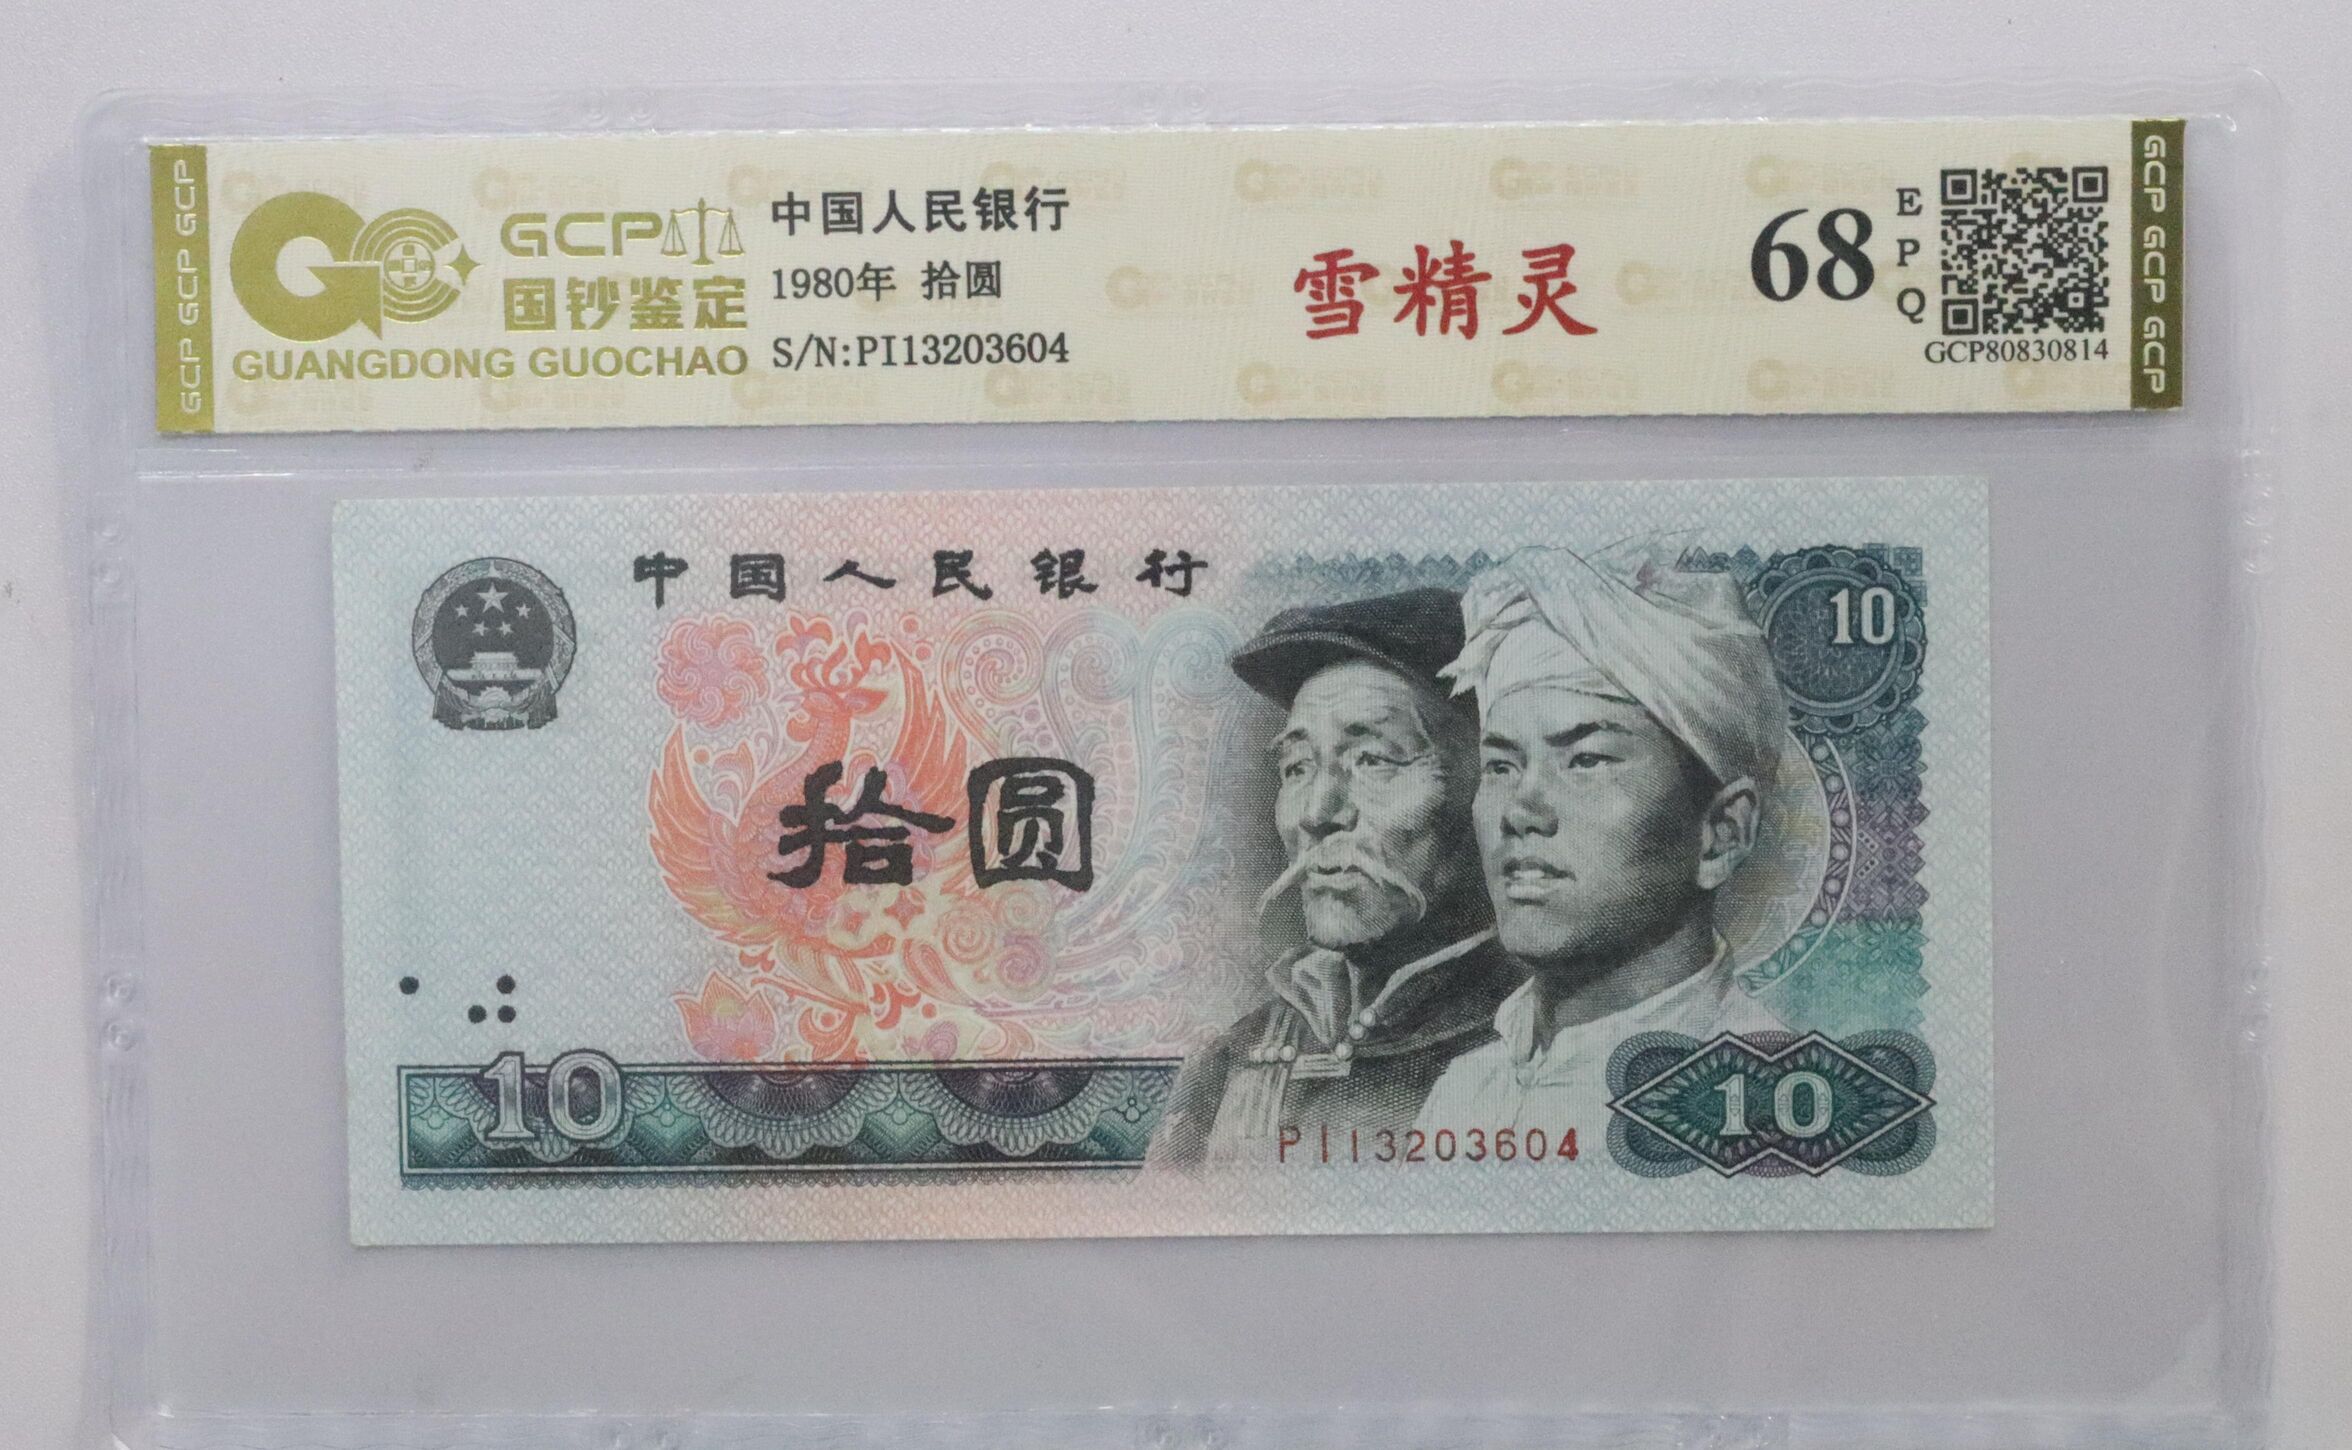 GCP GCP GCP
GCP
国钞鉴定
GUANGDONG GUOCHAO
中国人民银行
1980年 拾圆
S/N:PI13203604
雪精灵
68
EPQ
GCP80830814
GCP GCP GCP
中国人民银行
10
拾圆
10
PI13203604
10